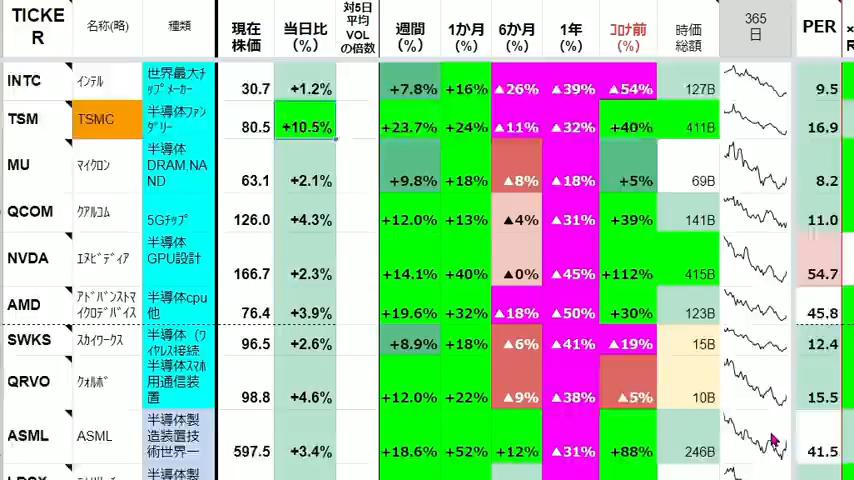 TICKER 名称(略) 種類 現在株価 当日比(%) 対5日平均VOLの倍数 週間(%) 1か月(%) 6か月(%) 1年(%) コロナ前(%) 時価総額 365日 PER
INTC インテル 世界最大チップメーカー 30.7 +1.2% +7.8% +16% ▲26% ▲39% ▲54% 127B 9.5
TSM TSMC 半導体ファンダリー 80.5 +10.5% +23.7% +24% ▲11% ▲32% +40% 411B 16.9
MU マイクロン 半導体DRAM,NAND 63.1 +2.1% +9.8% +18% ▲8% ▲18% +5% 69B 8.2
QCOM クアルコム 5Gチップ 126.0 +4.3% +12.0% +13% ▲4% ▲31% +39% 141B 11.0
NVDA エヌビディア 半導体GPU設計 166.7 +2.3% +14.1% +40% ▲0% ▲45% +112% 415B 54.7
AMD アドバンストマイクロデバイス 半導体cpu他 76.4 +3.9% +19.6% +32% ▲18% ▲50% +30% 123B 45.8
SWKS スカイワークス 半導体（ワイヤレス接続 96.5 +2.6% +8.9% +18% ▲6% ▲41% ▲19% 15B 12.4
QRVO クォルボ 半導体スマホ用通信装置 98.8 +4.6% +12.0% +22% ▲9% ▲38% ▲5% 10B 15.5
ASML ASML 半導体製造装置技術世界一 597.5 +3.4% +18.6% +52% +12% ▲31% +88% 246B 41.5
半導体製